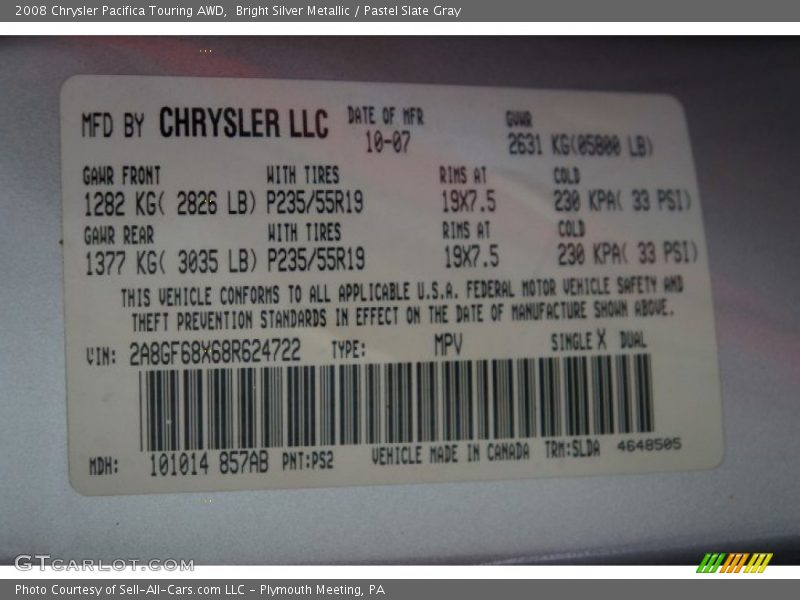 2008 Chrysler Pacifica Touring AWD,  Bright Silver Metallic / Pastel Slate Gray
MFD BY CHRYSLER LLC DATE OF MFR GVWR
10-07 2631 KG(05800 LB)
GAWR FRONT WITH TIRES RIMS AT COLD
1282 KG( 2826 LB) P235/55R19 19X7.5 230 KPA( 33 PSI)
GAWR REAR WITH TIRES RIMS AT COLD
1377 KG( 3035 LB) P235/55R19 19X7.5 230 KPA( 33 PSI)
THIS VEHICLE CONFORMS TO ALL APPLICABLE U.S.A. FEDERAL MOTOR VEHICLE SAFETY AND
THEFT PREVENTION STANDARDS IN EFFECT ON THE DATE OF MANUFACTURE SHOWN ABOVE.
VIN: 2A8GF68X68R624722 TYPE: MPV SINGLE X DUAL
MDH: 101014 857AB PNT:PS2 VEHICLE MADE IN CANADA TRM:SLDA 4648505
GTCARLOT.COM
Photo Courtesy of Sell-All-Cars.com LLC - Plymouth Meeting, PA